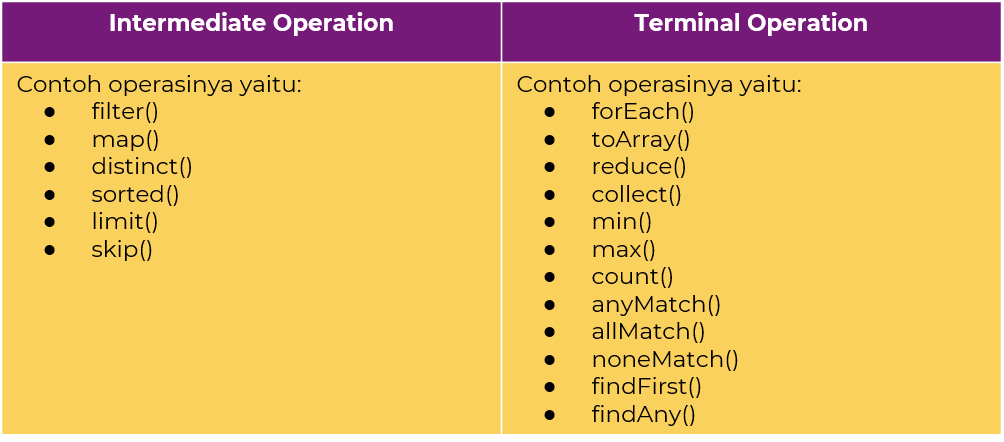 Intermediate Operation
Terminal Operation
Contoh operasinya yaitu:
● filter()
● map()
● distinct()
● sorted()
● limit()
● skip()
Contoh operasinya yaitu:
● forEach()
● toArray()
● reduce()
● collect()
● min()
● max()
● count()
● anyMatch()
● allMatch()
● noneMatch()
● findFirst()
● findAny()